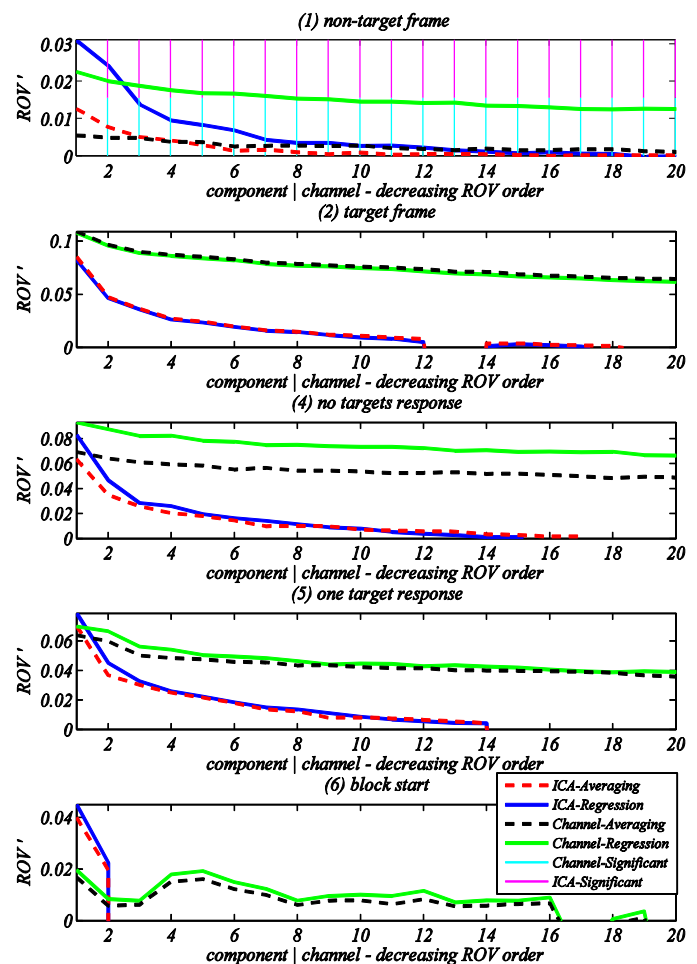 (1) non-target frame
ROV '
0.03
0.02
0.01
0
2 4 6 8 10 12 14 16 18 20
component | channel - decreasing ROV order
(2) target frame
ROV '
0.1
0.05
0
2 4 6 8 10 12 14 16 18 20
component | channel - decreasing ROV order
(4) no targets response
ROV '
0.08
0.06
0.04
0.02
0
2 4 6 8 10 12 14 16 18 20
component | channel - decreasing ROV order
(5) one target response
ROV '
0.06
0.04
0.02
0
2 4 6 8 10 12 14 16 18 20
component | channel - decreasing ROV order
(6) block start
ROV '
0.04
0.02
0
ICA-Averaging
ICA-Regression
Channel-Averaging
Channel-Regression
Channel-Significant
ICA-Significant
2 4 6 8 10 12 14 16 18 20
component | channel - decreasing ROV order